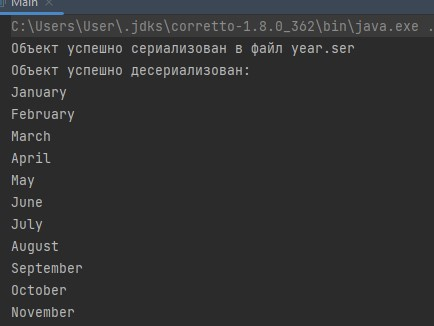 Main
C:\Users\User\.jdks\corretto-1.8.0_362\bin\java.exe .
Объект успешно сериализован в файл year.ser
Объект успешно десериализован:
January
February
March
April
May
June
July
August
September
October
November